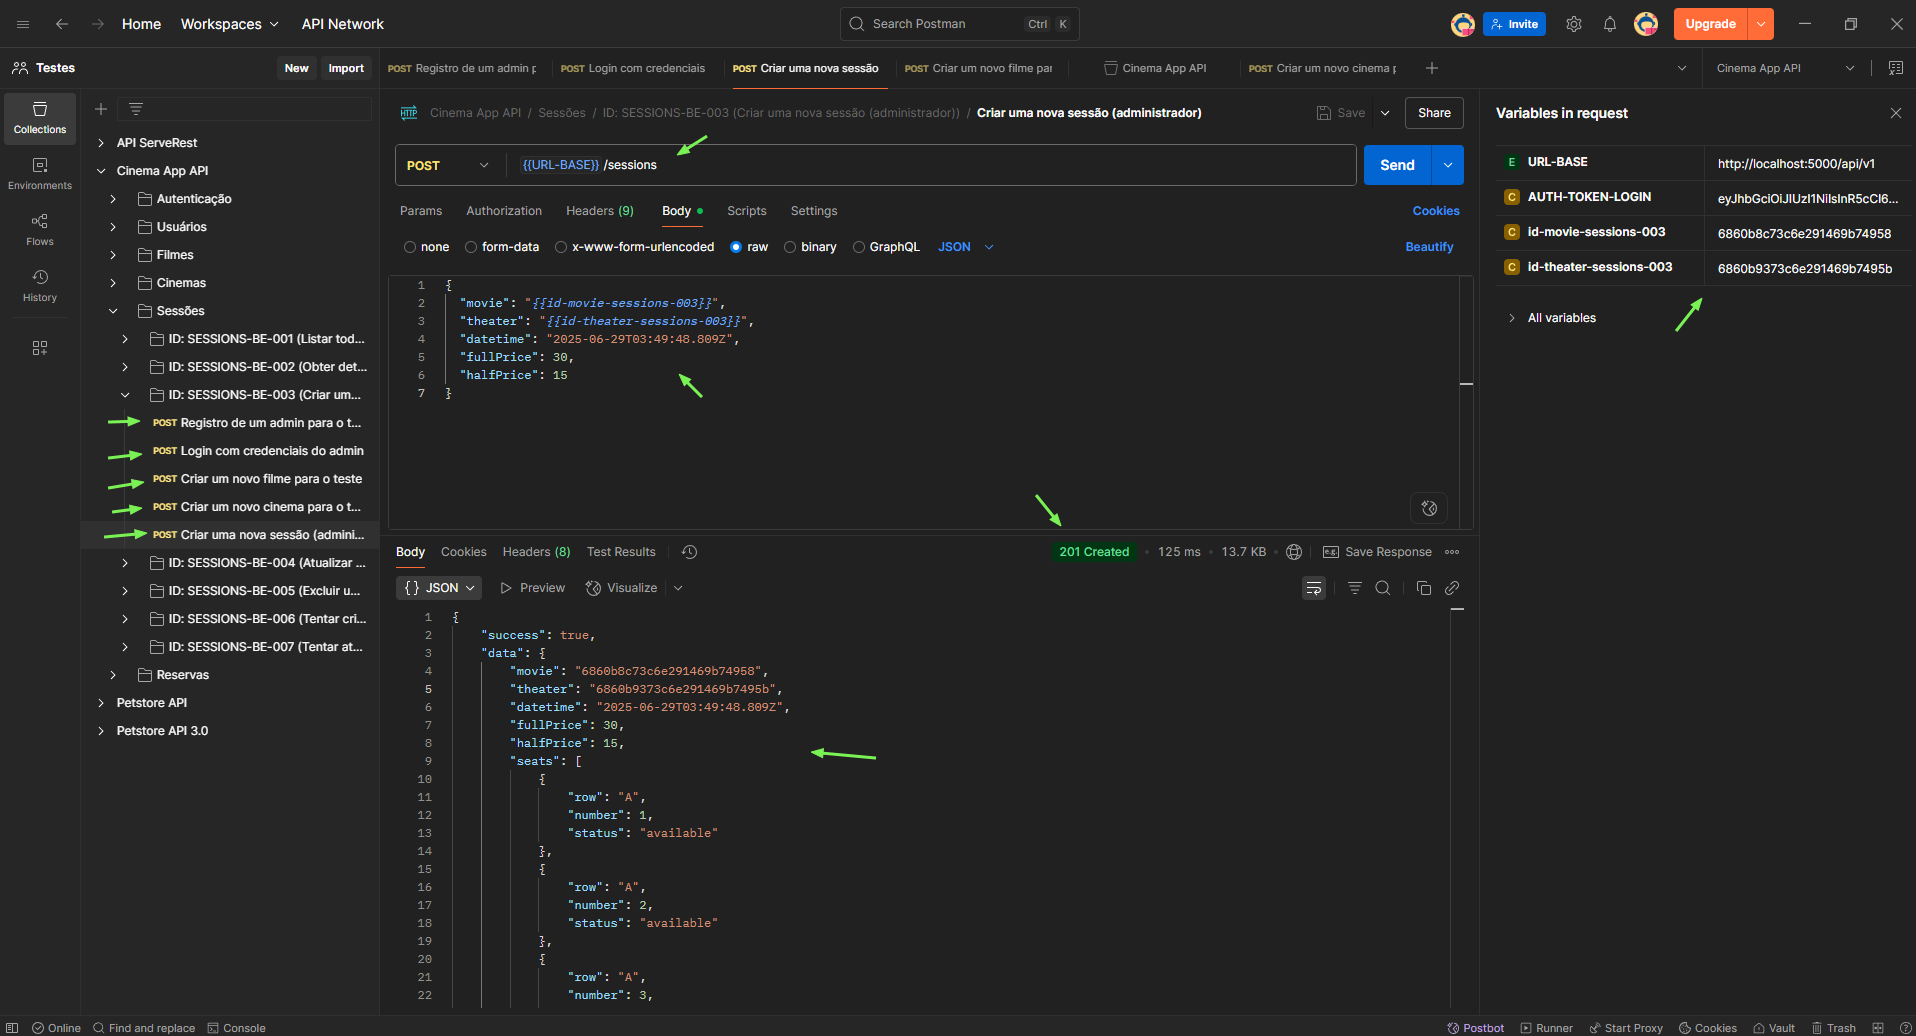 Home
Workspaces
API Network
Search Postman
Ctrl
K
Invite
Upgrade
Testes
New
Import
POST Registro de um admin p
POST Login com credenciais
POST Criar uma nova sessão
POST Criar um novo filme par
Cinema App API
POST Criar um novo cinema p
Cinema App API
Collections
Environments
Flows
History
API ServeRest
Cinema App API
Autenticação
Usuários
Filmes
Cinemas
Sessões
ID: SESSIONS-BE-001 (Listar tod...
ID: SESSIONS-BE-002 (Obter det...
ID: SESSIONS-BE-003 (Criar um...
POST Registro de um admin para o t...
POST Login com credenciais do admin
POST Criar um novo filme para o teste
POST Criar um novo cinema para o t...
POST Criar uma nova sessão (admini...
ID: SESSIONS-BE-004 (Atualizar ...
ID: SESSIONS-BE-005 (Excluir u...
ID: SESSIONS-BE-006 (Tentar cri...
ID: SESSIONS-BE-007 (Tentar at...
Reservas
Petstore API
Petstore API 3.0
HTTP
Cinema App API / Sessões / ID: SESSIONS-BE-003 (Criar uma nova sessão (administrador)) / Criar uma nova sessão (administrador)
Save
Share
POST
{{URL-BASE}} /sessions
Send
Params
Authorization
Headers (9)
Body
Scripts
Settings
Cookies
none
form-data
x-www-form-urlencoded
raw
binary
GraphQL
JSON
Beautify
1 {
2 "movie": "{{id-movie-sessions-003}}",
3 "theater": "{{id-theater-sessions-003}}",
4 "datetime": "2025-06-29T03:49:48.809Z",
5 "fullPrice": 30,
6 "halfPrice": 15
7 }
Body
Cookies
Headers (8)
Test Results
201 Created
125 ms
13.7 KB
e.g.
Save Response
{} JSON
Preview
Visualize
1 {
2 "success": true,
3 "data": {
4 "movie": "6860b8c73c6e291469b74958",
5 "theater": "6860b9373c6e291469b7495b",
6 "datetime": "2025-06-29T03:49:48.809Z",
7 "fullPrice": 30,
8 "halfPrice": 15,
9 "seats": [
10 {
11 "row": "A",
12 "number": 1,
13 "status": "available"
14 },
15 {
16 "row": "A",
17 "number": 2,
18 "status": "available"
19 },
20 {
21 "row": "A",
22 "number": 3,
Variables in request
E URL-BASE http://localhost:5000/api/v1
C AUTH-TOKEN-LOGIN eyJhbGciOiJIUzI1NiIsInR5cCI6...
C id-movie-sessions-003 6860b8c73c6e291469b74958
C id-theater-sessions-003 6860b9373c6e291469b7495b
All variables
Online
Find and replace
Console
Postbot
Runner
Start Proxy
Cookies
Vault
Trash